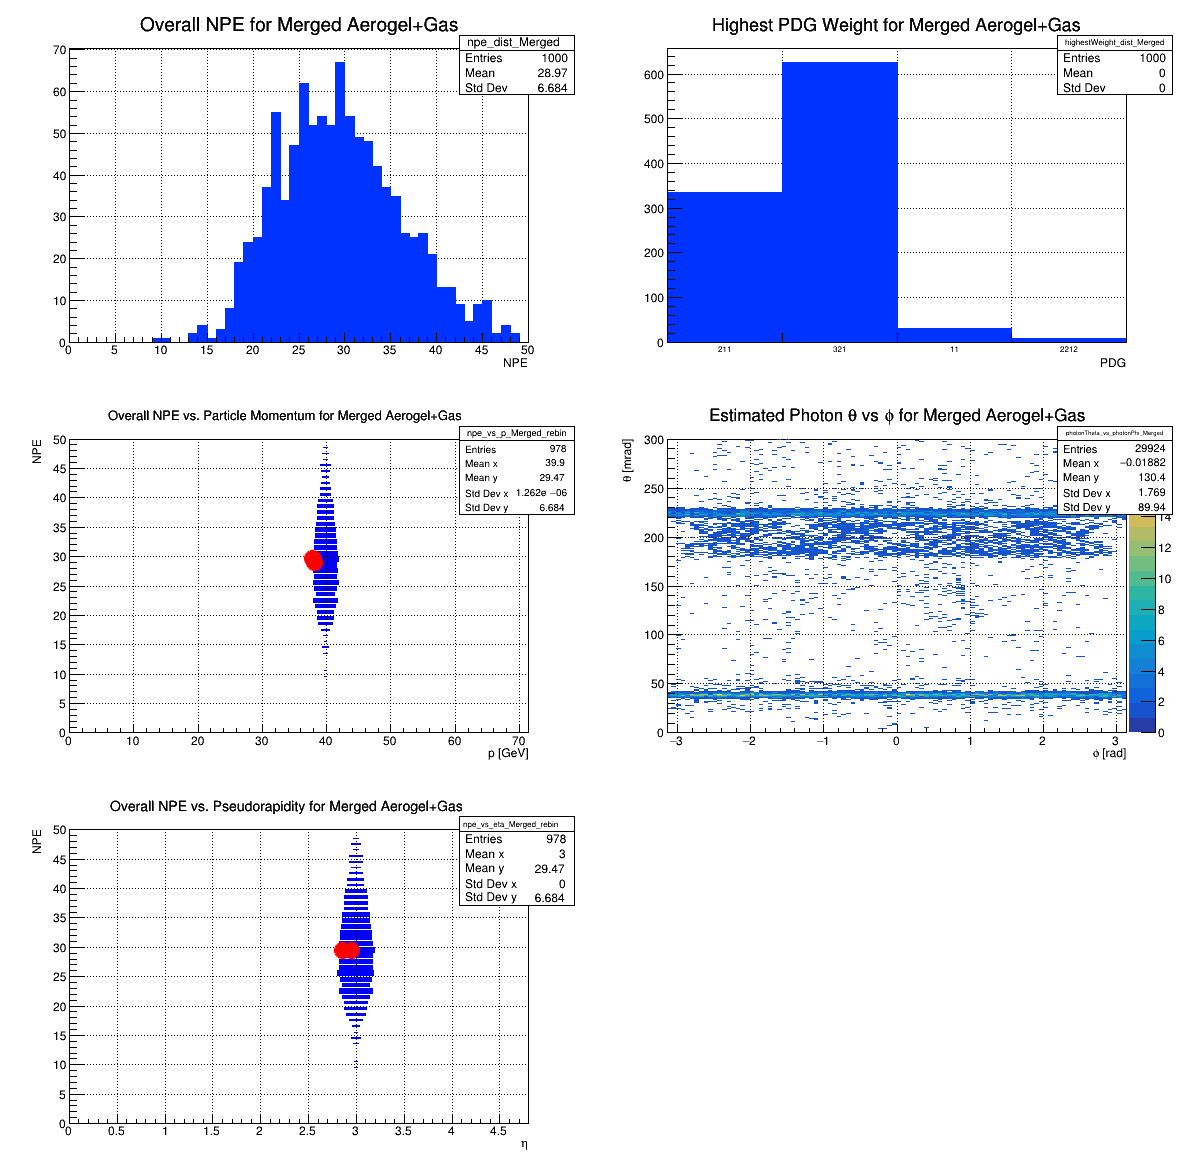 Overall NPE for Merged Aerogel+Gas
npe_dist_Merged
Entries 1000
Mean 28.97
Std Dev 6.684
70
60
50
40
30
20
10
0
0 5 10 15 20 25 30 35 40 45 50
NPE
Highest PDG Weight for Merged Aerogel+Gas
highestWeight_dist_Merged
Entries 1000
Mean 0
Std Dev 0
600
500
400
300
200
100
0
211 321 11 2212
PDG
Overall NPE vs. Particle Momentum for Merged Aerogel+Gas
npe_vs_p_Merged_rebin
Entries 978
Mean x 39.9
Mean y 29.47
Std Dev x 1.262e −06
Std Dev y 6.684
NPE
50
45
40
35
30
25
20
15
10
5
0
0 10 20 30 40 50 60 70
p [GeV]
Estimated Photon θ vs ϕ for Merged Aerogel+Gas
photonTheta_vs_photonPhi_Merged
Entries 29924
Mean x −0.01882
Mean y 130.4
Std Dev x 1.769
Std Dev y 89.94
θ [mrad]
300
250
200
150
100
50
0
−3 −2 −1 0 1 2 3
ϕ [rad]
14
12
10
8
6
4
2
0
Overall NPE vs. Pseudorapidity for Merged Aerogel+Gas
npe_vs_eta_Merged_rebin
Entries 978
Mean x 3
Mean y 29.47
Std Dev x 0
Std Dev y 6.684
NPE
50
45
40
35
30
25
20
15
10
5
0
0 0.5 1 1.5 2 2.5 3 3.5 4 4.5
η